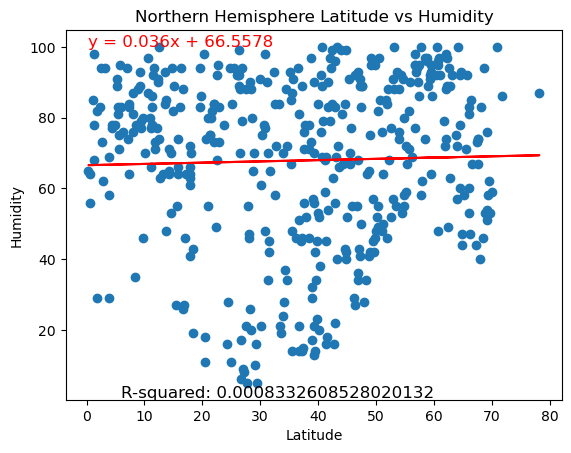 Northern Hemisphere Latitude vs Humidity
y = 0.036x + 66.5578
100
80
60
40
20
Humidity
R-squared: 0.0008332608528020132
0 10 20 30 40 50 60 70 80
Latitude